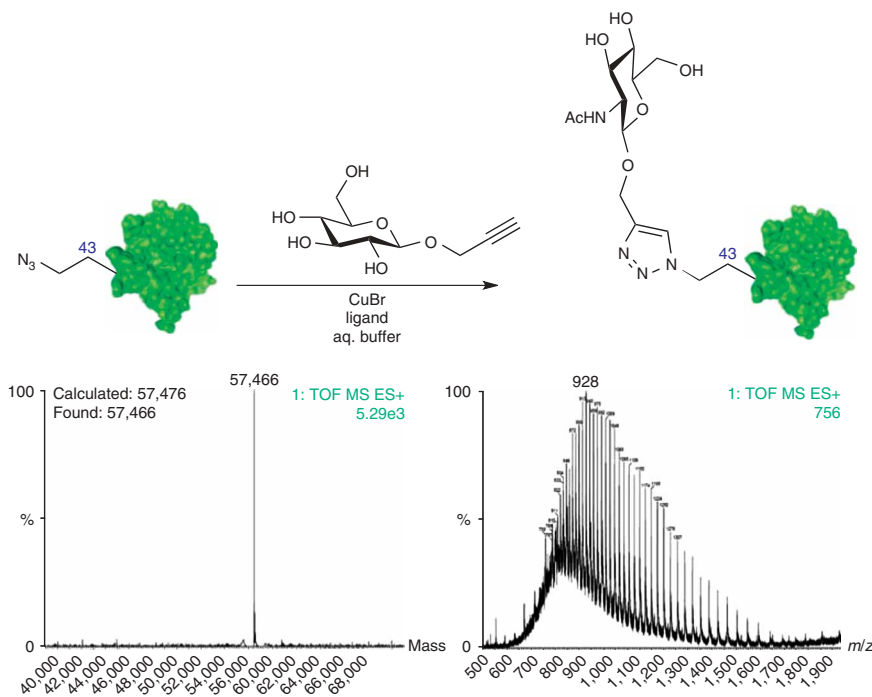 HO
HO
OH
O
AcHN
O
OH
HO
O
HO
O
OH
43
N3
43
N
N
N
CuBr
ligand
aq. buffer
100
Calculated: 57,476
Found: 57,466
57,466
1: TOF MS ES+
5.29e3
%
0
Mass
40,000 42,000 44,000 46,000 48,000 50,000 52,000 54,000 56,000 58,000 60,000 62,000 64,000 66,000 68,000
100
928
1: TOF MS ES+
756
%
0
m/z
500 600 700 800 900 1,000 1,100 1,200 1,300 1,400 1,500 1,600 1,700 1,800 1,900